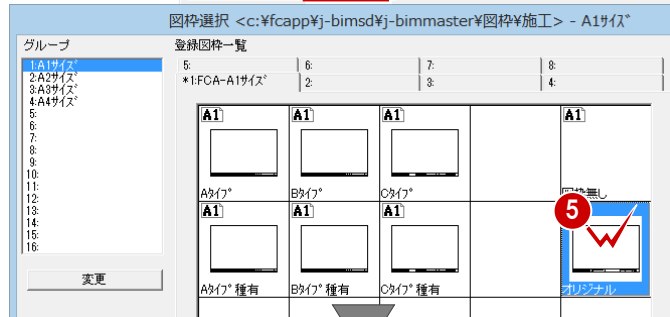 図枠選択 <c:¥fcapp¥j-bimsd¥j-bimmaster¥図枠¥施工> - A1ｻｲｽﾞ
グループ
登録図枠一覧
1:A1ｻｲｽﾞ
2:A2ｻｲｽﾞ
3:A3ｻｲｽﾞ
4:A4ｻｲｽﾞ
5:
6:
7:
8:
9:
10:
11:
12:
13:
14:
15:
16:
変更
5: 6: 7: 8:
*1:FCA-A1ｻｲｽﾞ 2: 3: 4:
A1 A1 A1 A1
Aﾀｲﾌﾟ Bﾀｲﾌﾟ Cﾀｲﾌﾟ 図枠無し
A1 A1 A1
5
Aﾀｲﾌﾟ種有 Bﾀｲﾌﾟ種有 Cﾀｲﾌﾟ種有 オリジナル